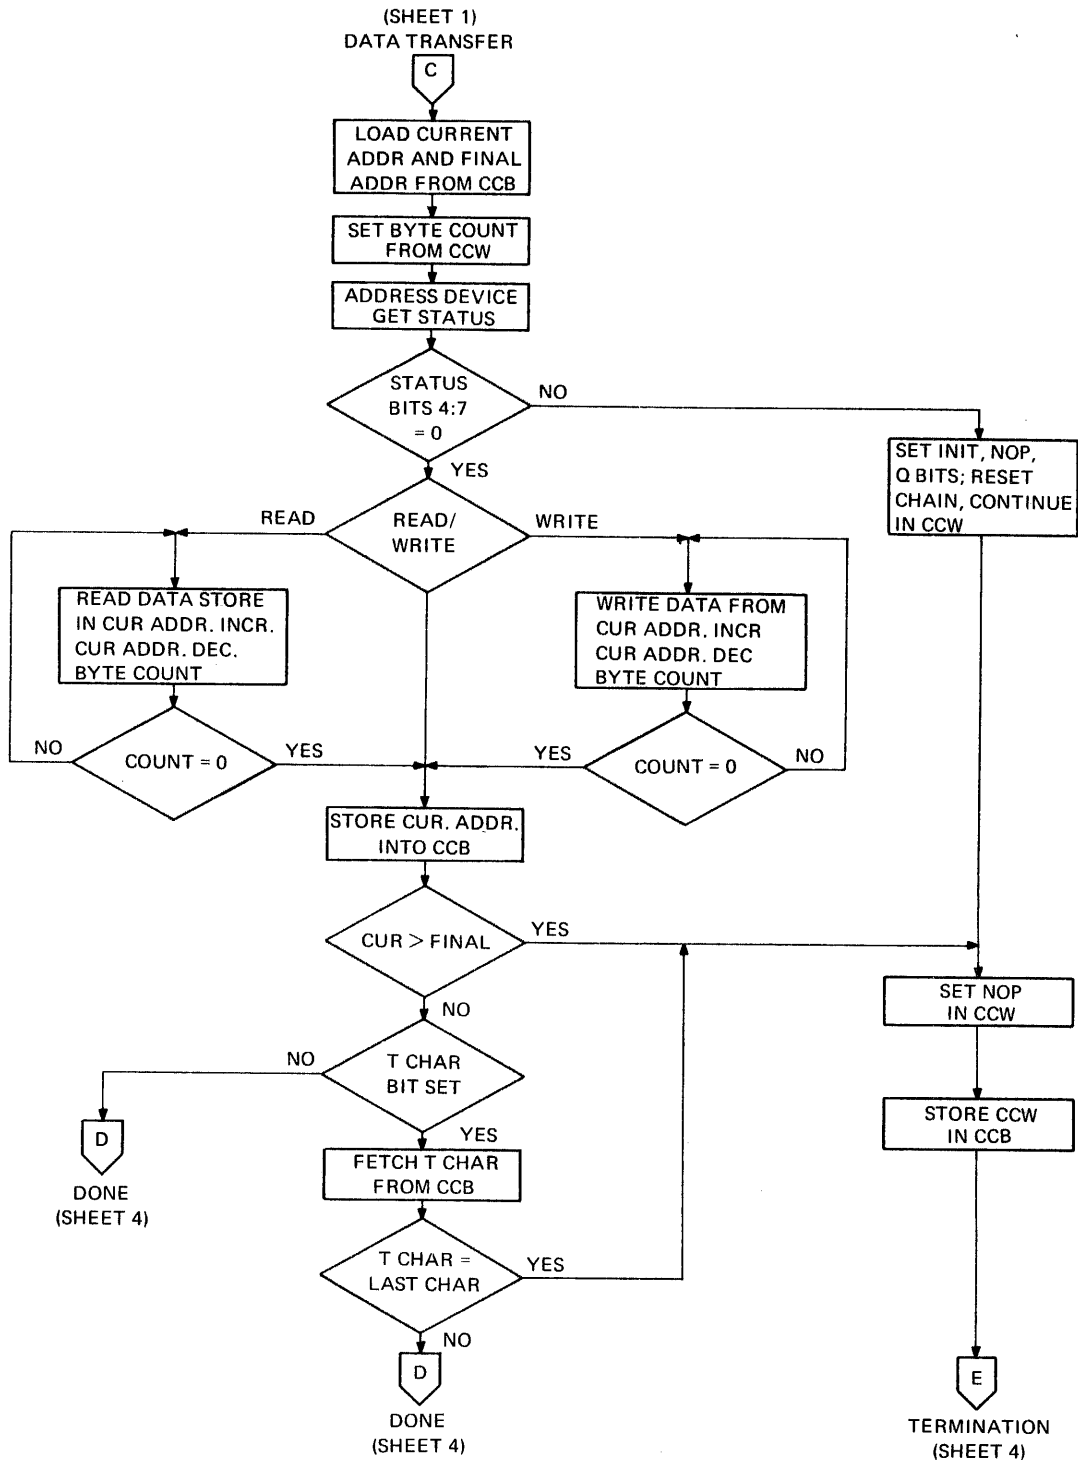 (SHEET 1)
DATA TRANSFER
C
LOAD CURRENT
ADDR AND FINAL
ADDR FROM CCB
SET BYTE COUNT
FROM CCW
ADDRESS DEVICE
GET STATUS
STATUS
BITS 4:7
= 0
NO
YES
SET INIT, NOP,
Q BITS; RESET
CHAIN, CONTINUE
IN CCW
READ
READ/
WRITE
WRITE
READ DATA STORE
IN CUR ADDR. INCR.
CUR ADDR. DEC.
BYTE COUNT
WRITE DATA FROM
CUR ADDR. INCR
CUR ADDR. DEC
BYTE COUNT
NO
COUNT = 0
YES
YES
COUNT = 0
NO
STORE CUR. ADDR.
INTO CCB
CUR > FINAL
YES
NO
SET NOP
IN CCW
NO
T CHAR
BIT SET
YES
STORE CCW
IN CCB
D
DONE
(SHEET 4)
FETCH T CHAR
FROM CCB
T CHAR =
LAST CHAR
YES
NO
D
DONE
(SHEET 4)
E
TERMINATION
(SHEET 4)